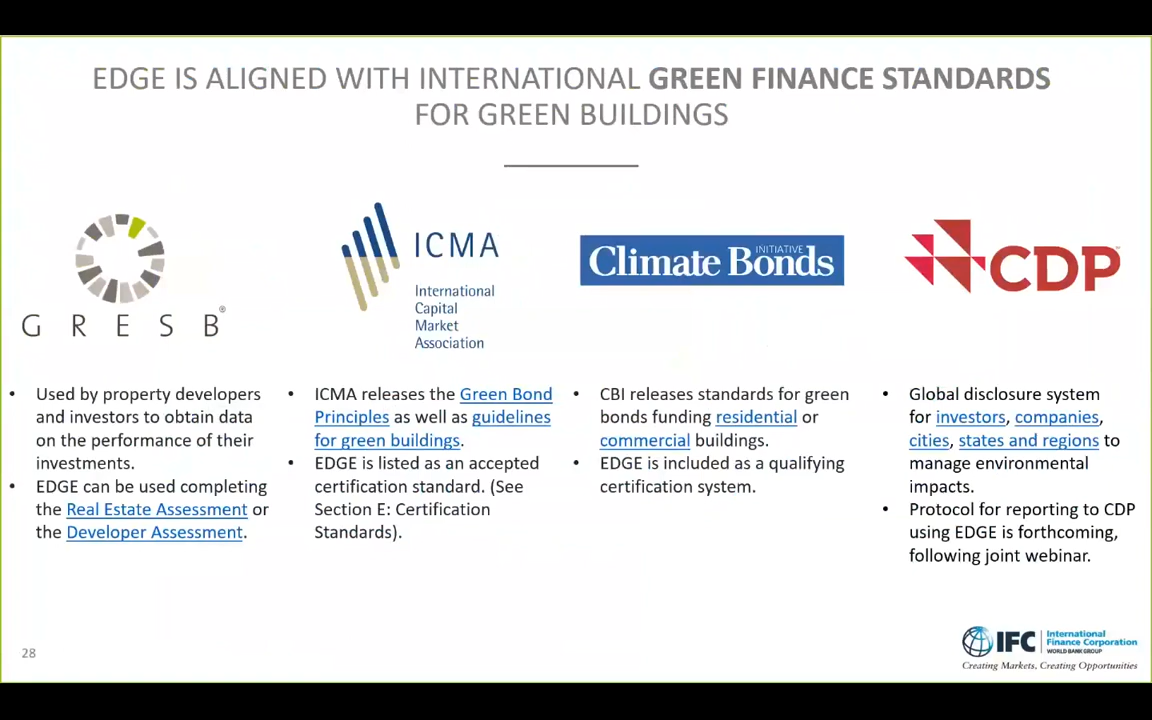 EDGE IS ALIGNED WITH INTERNATIONAL GREEN FINANCE STANDARDS
FOR GREEN BUILDINGS
G R E S B ®
ICMA
International
Capital
Market
Association
Climate Bonds
INITIATIVE
CDP
• Used by property developers
and investors to obtain data
on the performance of their
investments.
• EDGE can be used completing
the Real Estate Assessment or
the Developer Assessment.
• ICMA releases the Green Bond
Principles as well as guidelines
for green buildings.
• EDGE is listed as an accepted
certification standard. (See
Section E: Certification
Standards).
• CBI releases standards for green
bonds funding residential or
commercial buildings.
• EDGE is included as a qualifying
certification system.
• Global disclosure system
for investors, companies,
cities, states and regions to
manage environmental
impacts.
• Protocol for reporting to CDP
using EDGE is forthcoming,
following joint webinar.
28
IFC
International
Finance Corporation
WORLD BANK GROUP
Creating Markets, Creating Opportunities